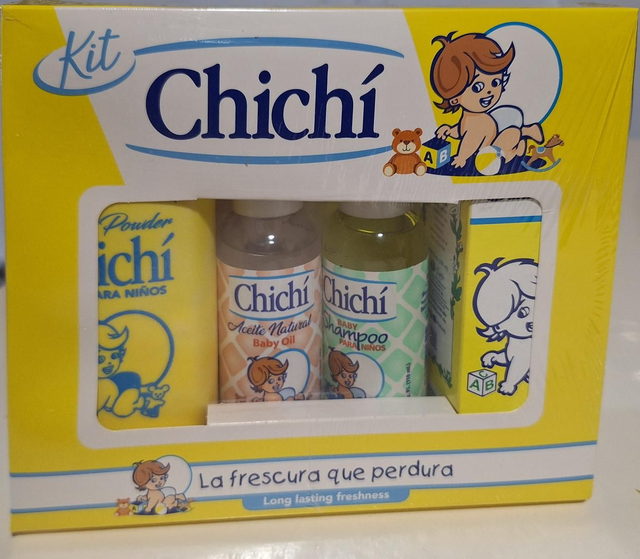 Kit
Chichí
A B
Powder
ichí
ARA NIÑOS
Chichí
Aceite Natural
Baby Oil
Chichí
BABY
Shampoo
PARA NIÑOS
C
A B
La frescura que perdura
Long lasting freshness